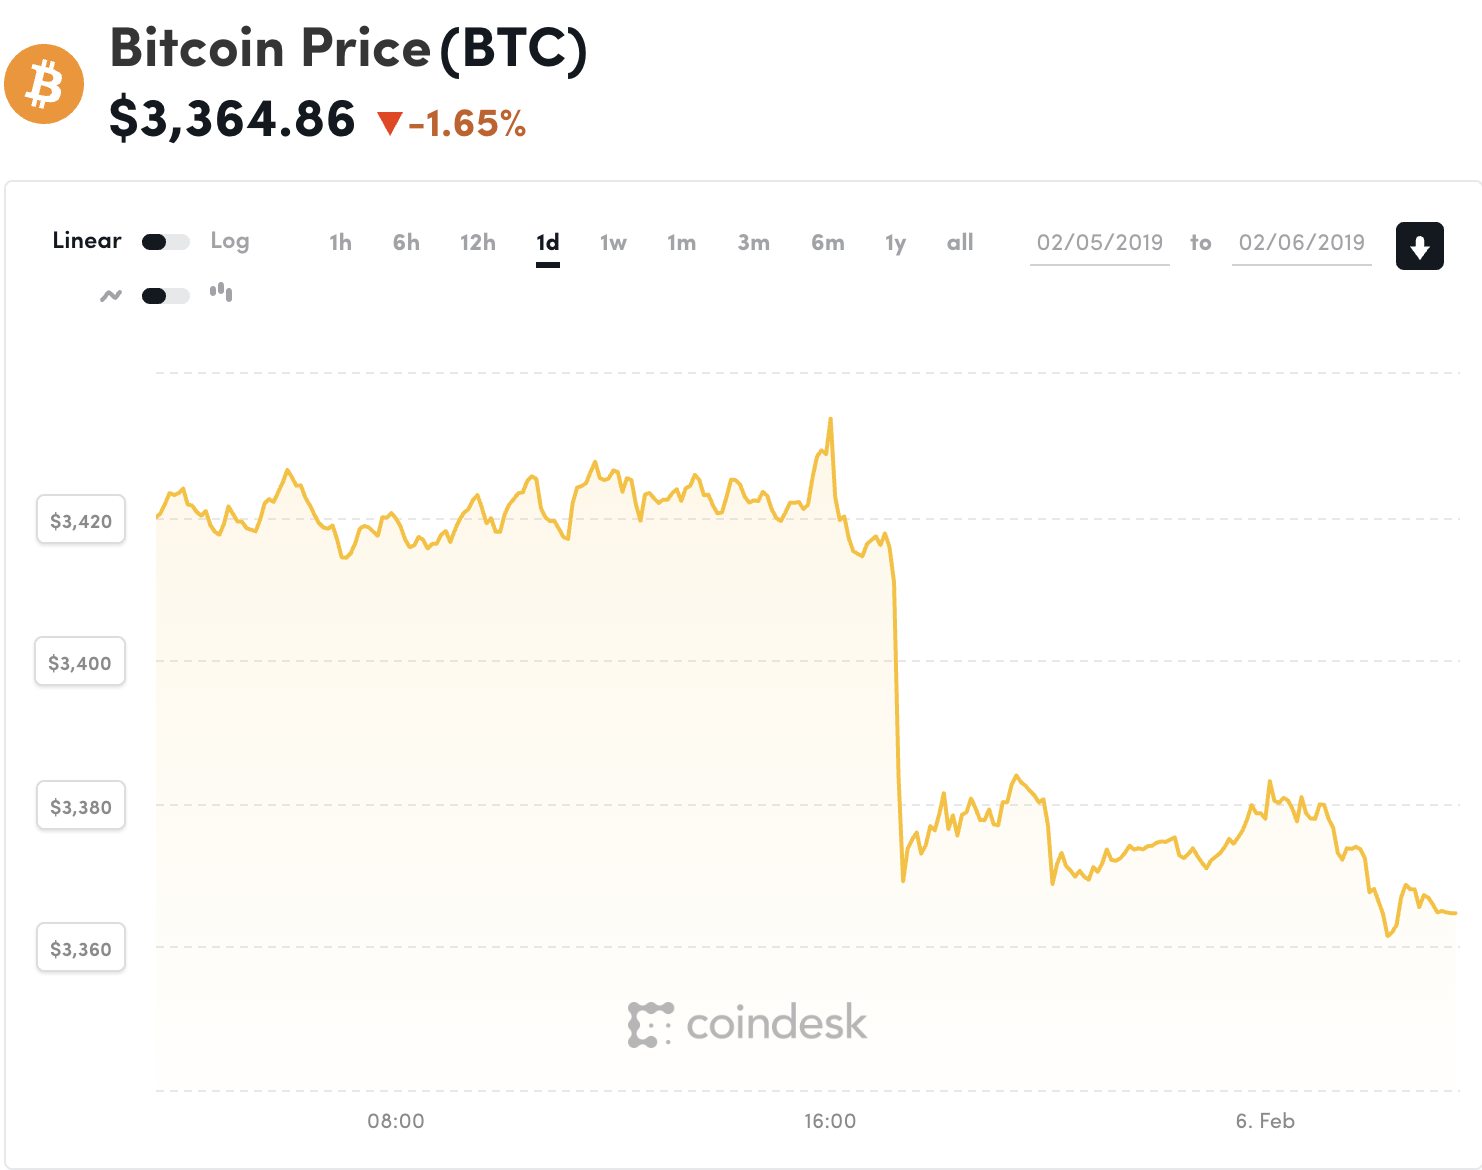 Bitcoin Price (BTC)
$3,364.86 ▼-1.65%
Linear Log 1h 6h 12h 1d 1w 1m 3m 6m 1y all 02/05/2019 to 02/06/2019
$3,420
$3,400
$3,380
$3,360
coindesk
08:00 16:00 6. Feb